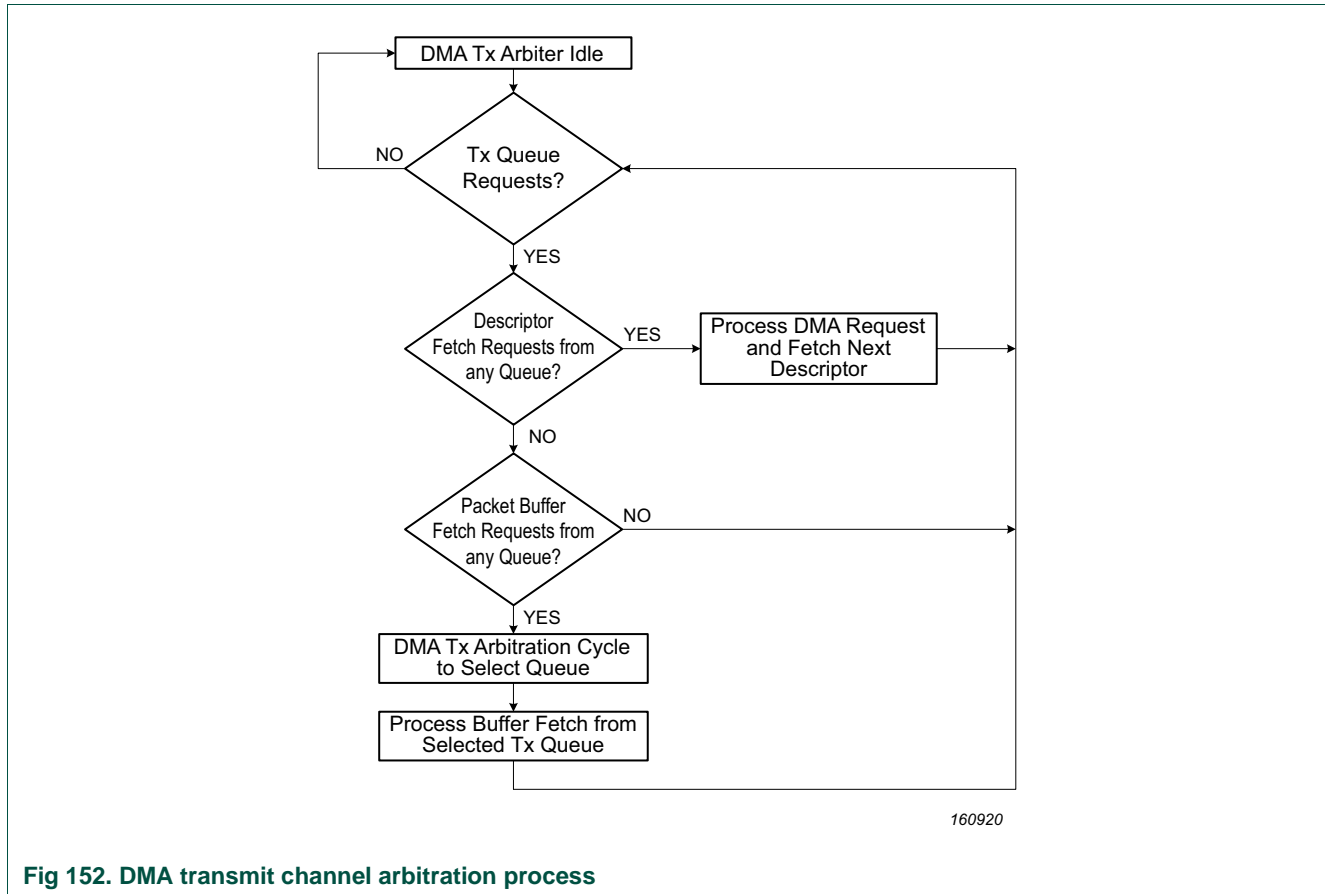 DMA Tx Arbiter Idle
NO
Tx Queue
Requests?
YES
Descriptor
Fetch Requests from
any Queue?
YES
Process DMA Request
and Fetch Next
Descriptor
NO
Packet Buffer
Fetch Requests from
any Queue?
NO
YES
DMA Tx Arbitration Cycle
to Select Queue
Process Buffer Fetch from
Selected Tx Queue
160920
Fig 152. DMA transmit channel arbitration process